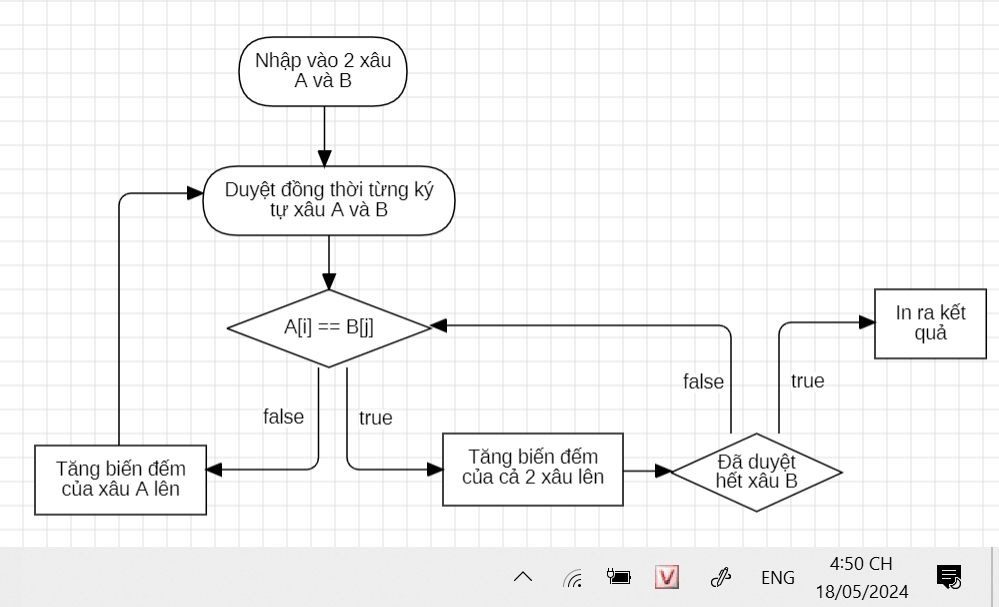 Nhập vào 2 xâu
A và B
Duyệt đồng thời từng ký
tự xâu A và B
A[i] == B[j]
In ra kết
quả
false
true
false
true
Tăng biến đếm
của xâu A lên
Tăng biến đếm
của cả 2 xâu lên
Đã duyệt
hết xâu B
V
ENG
4:50 CH
18/05/2024